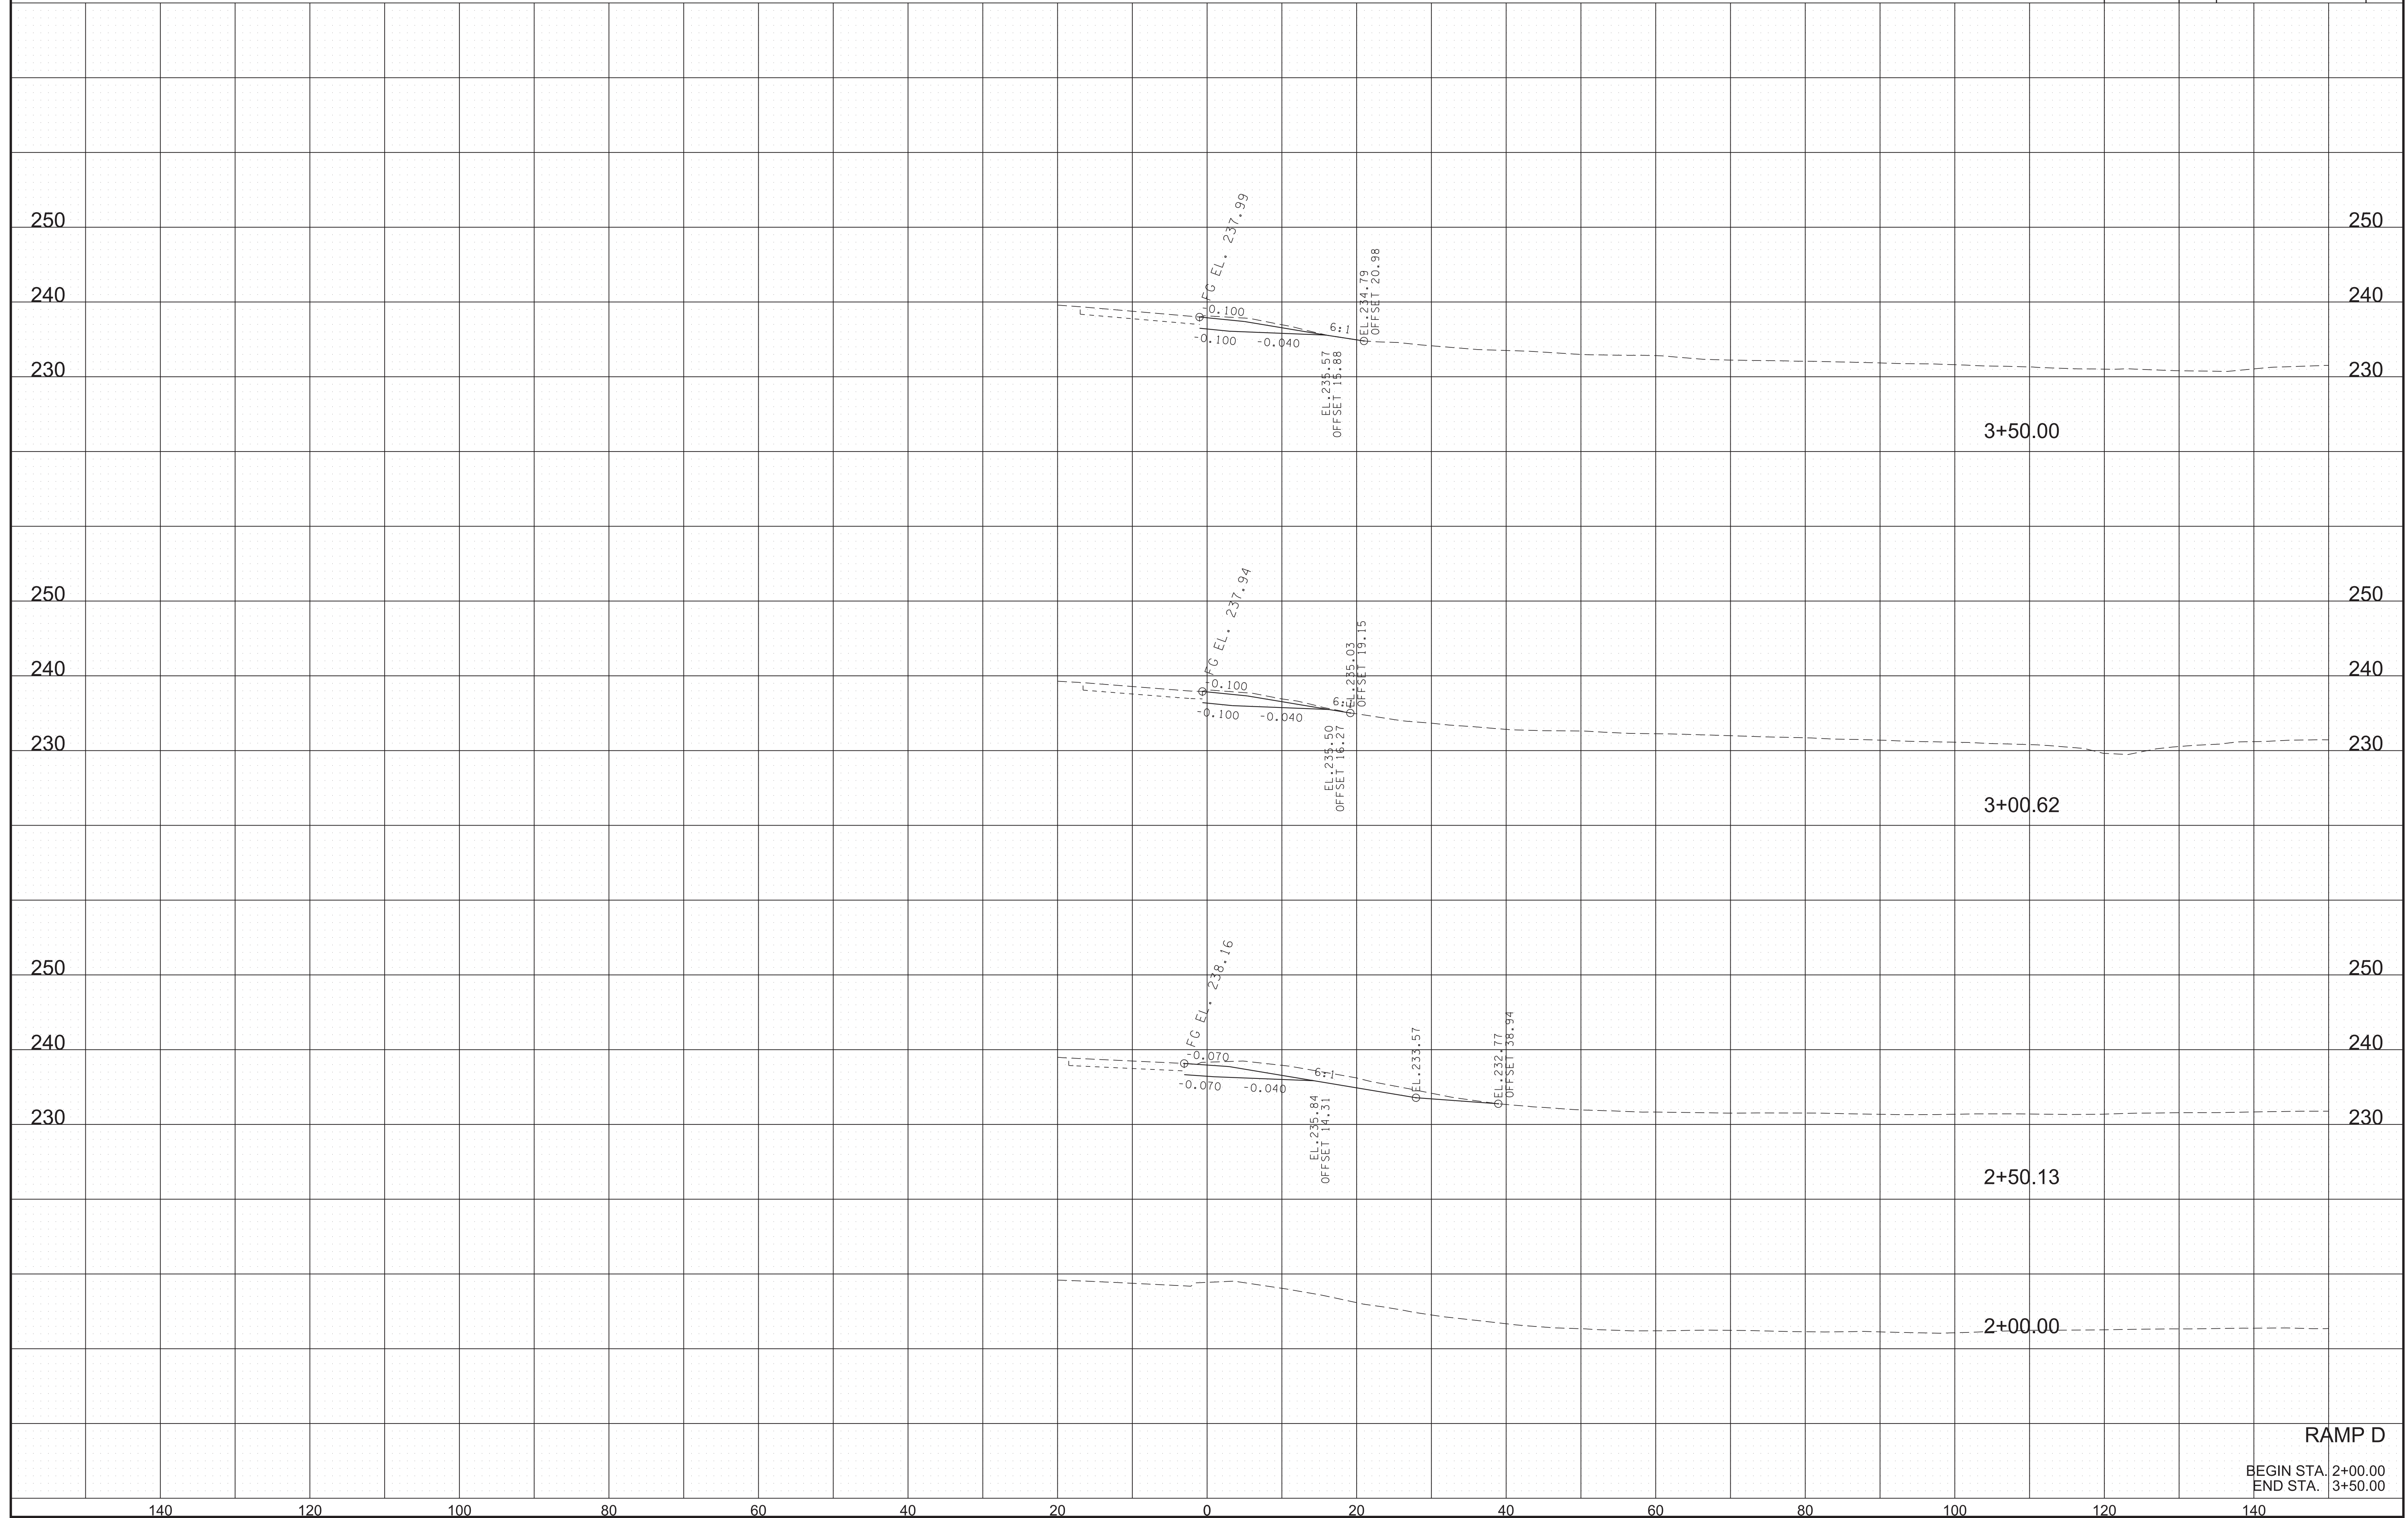 250
FG EL. 237.99
250
240
-0.100
6:1
EL.234.79
OFFSET 20.98
240
-0.100
-0.040
230
EL.235.57
OFFSET 15.88
230
3+50.00
250
FG EL. 237.94
250
240
-0.100
EL.235.03
OFFSET 19.15
240
-0.100
-0.040
230
EL.235.50
OFFSET 16.27
230
3+00.62
250
FG EL. 238.16
250
240
-0.070
6:1
EL.233.57
EL.232.77
OFFSET 38.94
240
-0.070
-0.040
230
EL.235.84
OFFSET 14.31
230
2+50.13
2+00.00
RAMP D
BEGIN STA. 2+00.00
END STA. 3+50.00
140 120 100 80 60 40 20 0 20 40 60 80 100 120 140